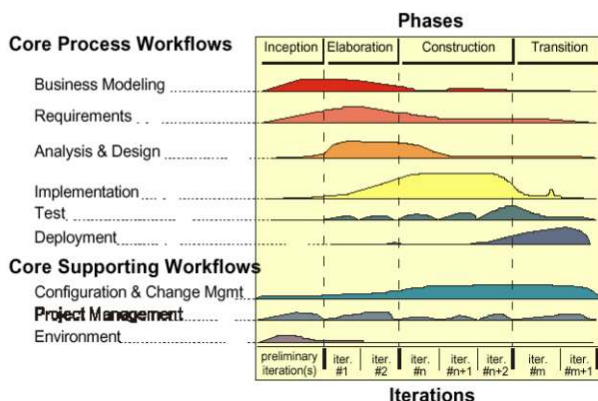 Phases
Core Process Workflows
Inception Elaboration Construction Transition
Business Modeling
Requirements
Analysis & Design
Implementation
Test
Deployment
Core Supporting Workflows
Configuration & Change Mgmt
Project Management
Environment
preliminary iteration(s)
iter. #1
iter. #2
iter. #n
iter. #n+1
iter. #n+2
iter. #m
iter. #m+1
Iterations